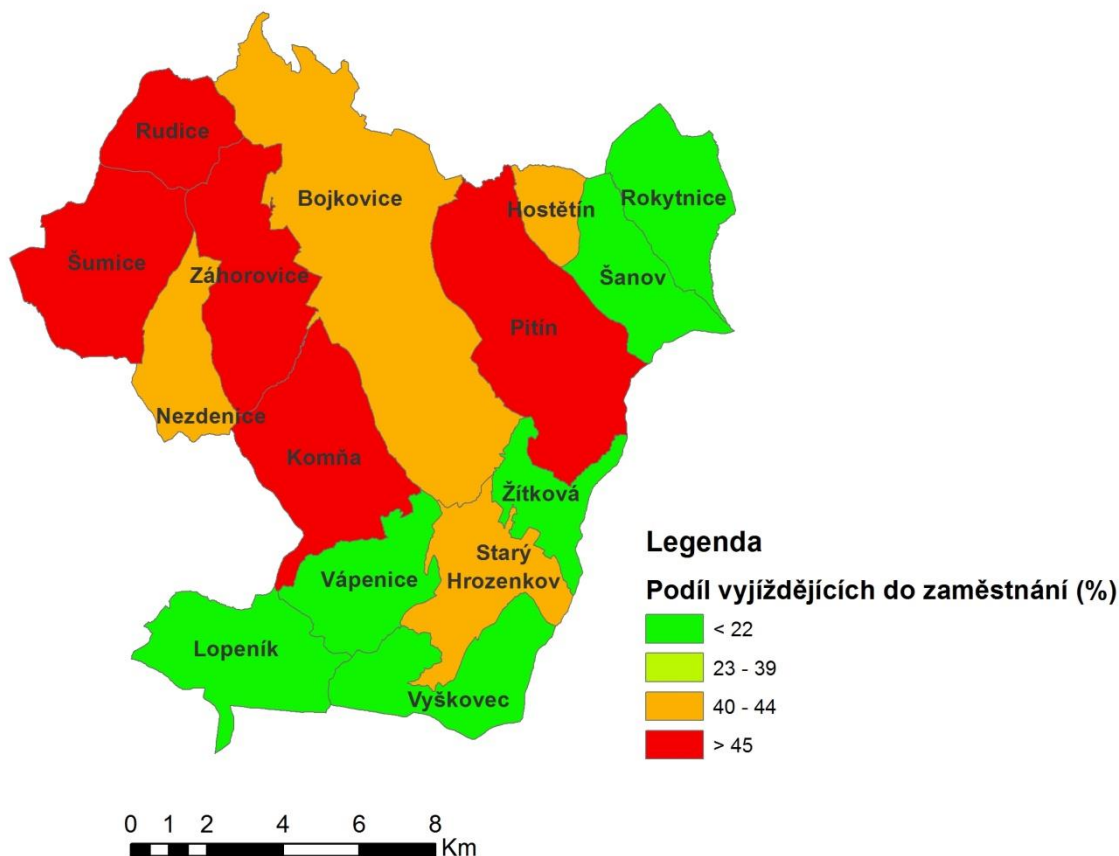 Rudice
Bojkovice
Hostětín
Rokytnice
Šumice
Záhorovice
Šanov
Pitín
Nezdenice
Komňa
Žítková
Starý
Hrozenkov
Vápenice
Lopeník
Vyškovec
Legenda
Podíl vyjíždějících do zaměstnání (%)
< 22
23 - 39
40 - 44
> 45
0 1 2 4 6 8
Km